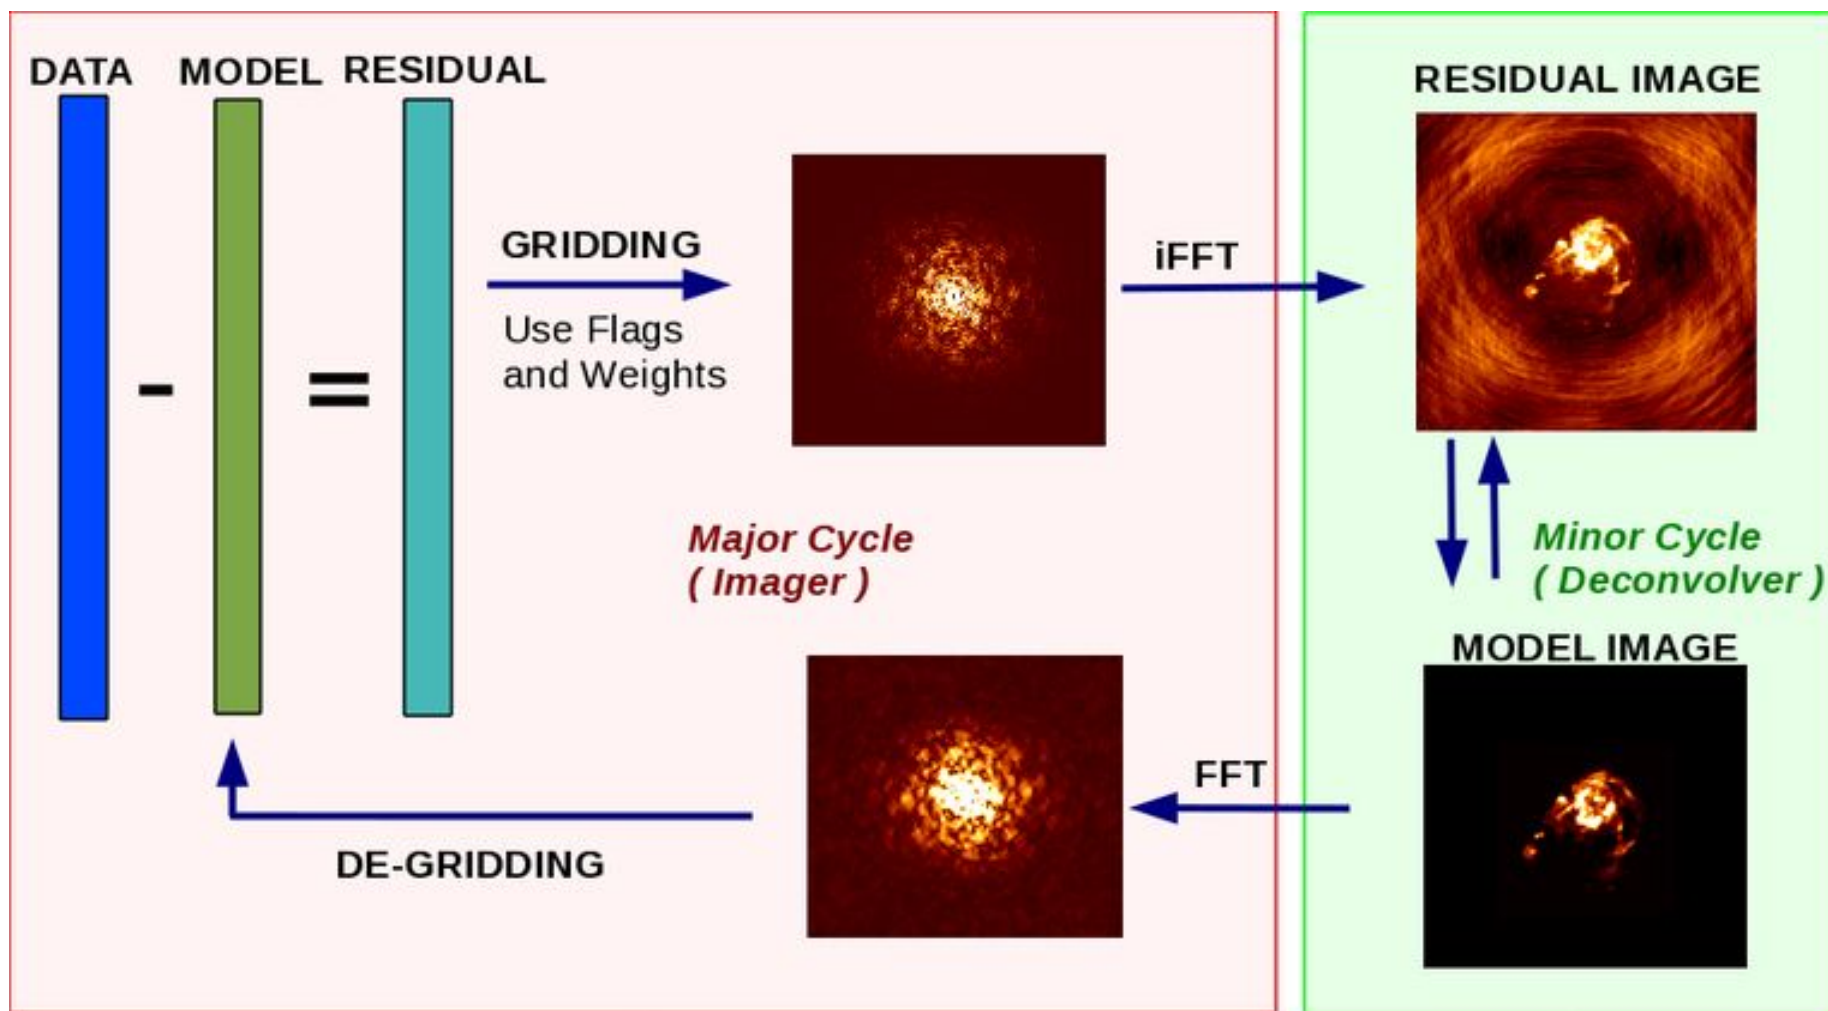 DATA
MODEL
RESIDUAL
-
=
GRIDDING
Use Flags
and Weights
iFFT
RESIDUAL IMAGE
Major Cycle
( Imager )
Minor Cycle
( Deconvolver )
MODEL IMAGE
FFT
DE-GRIDDING